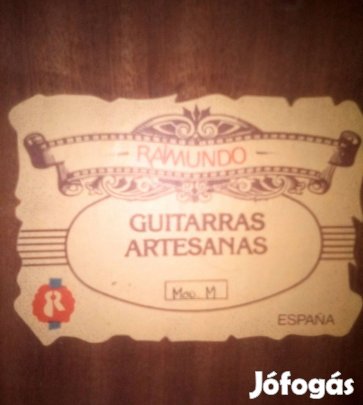 - RAIMUNDO -
GUITARRAS
ARTESANAS
MOD. M
R
ESPAÑA
Jófogás